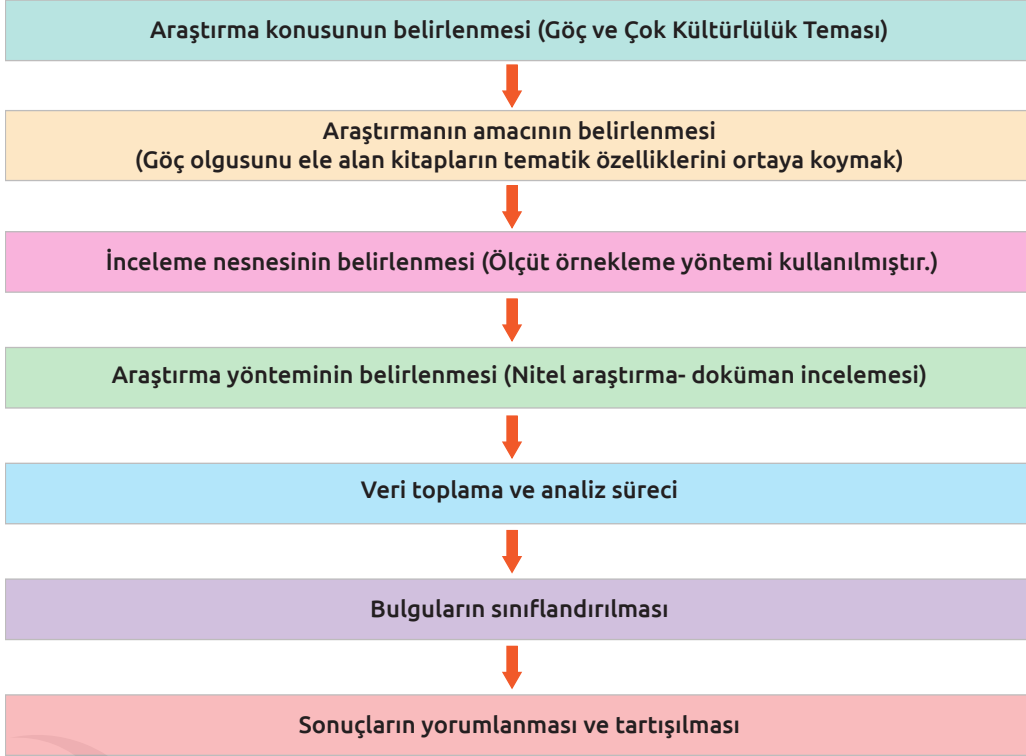 Araştırma konusunun belirlenmesi (Göç ve Çok Kültürlülük Teması)
Araştırmanın amacının belirlenmesi
(Göç olgusunu ele alan kitapların tematik özelliklerini ortaya koymak)
İnceleme nesnesinin belirlenmesi (Ölçüt örnekleme yöntemi kullanılmıştır.)
Araştırma yönteminin belirlenmesi (Nitel araştırma- doküman incelemesi)
Veri toplama ve analiz süreci
Bulguların sınıflandırılması
Sonuçların yorumlanması ve tartışılması